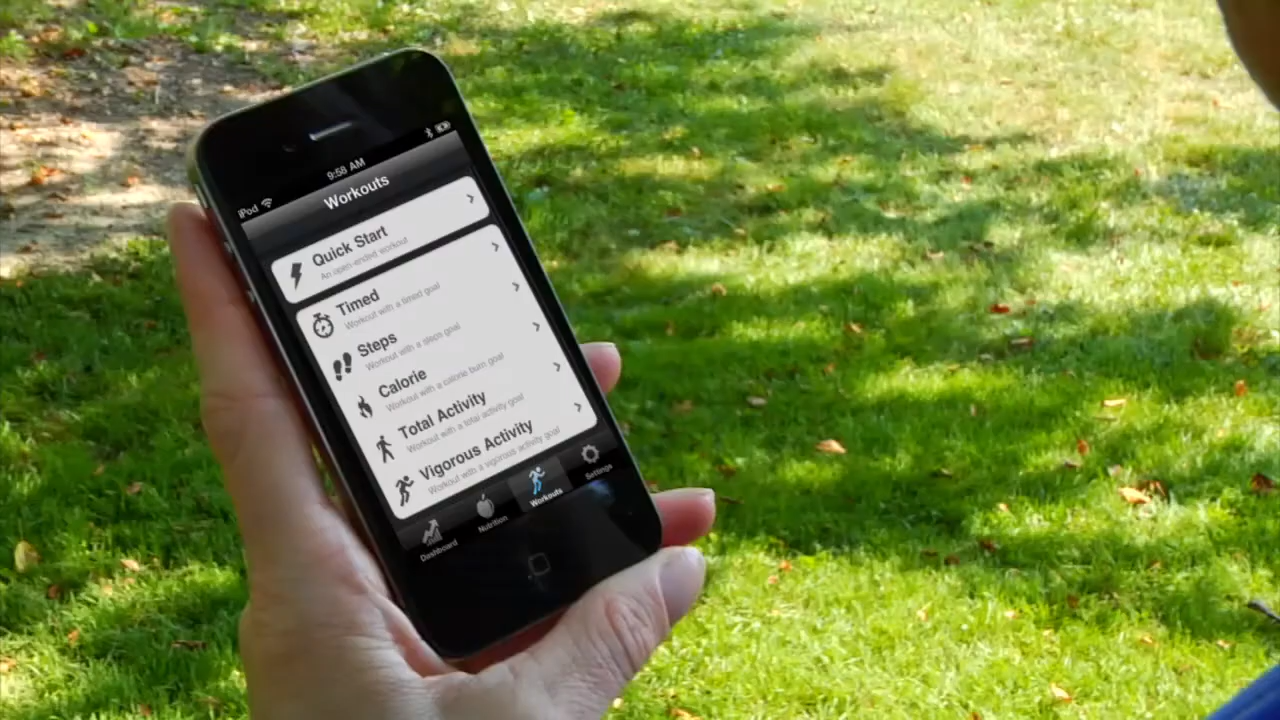 iPod 9:58 AM
Workouts
Quick Start
An open-ended workout
Timed
Workout with a timed goal
Steps
Workout with a steps goal
Calorie
Workout with a calorie burn goal
Total Activity
Workout with a total activity goal
Vigorous Activity
Workout with a vigorous activity goal
Dashboard
Nutrition
Workouts
Settings